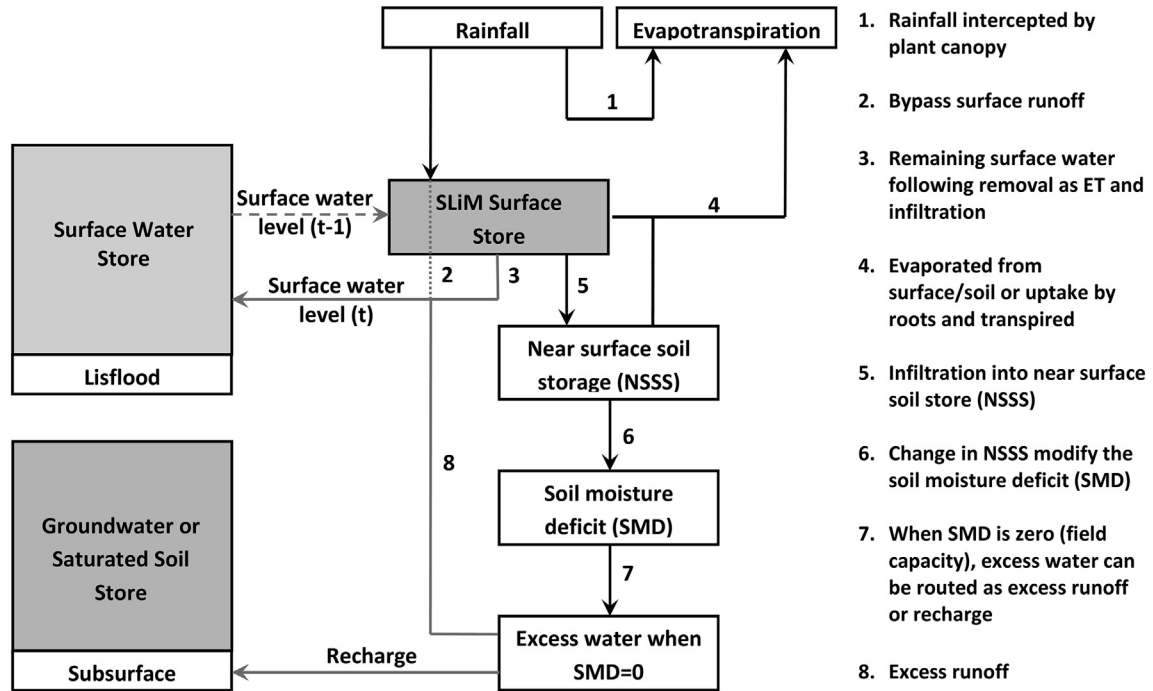 Rainfall
Evapotranspiration
1
Surface Water
Store
Lisflood
Surface water
level (t-1)
SLiM Surface
Store
4
2
3
5
Surface water
level (t)
Near surface soil
storage (NSSS)
6
8
Soil moisture
deficit (SMD)
7
Groundwater or
Saturated Soil
Store
Subsurface
Recharge
Excess water when
SMD=0
1. Rainfall intercepted by
plant canopy
2. Bypass surface runoff
3. Remaining surface water
following removal as ET and
infiltration
4. Evaporated from
surface/soil or uptake by
roots and transpired
5. Infiltration into near surface
soil store (NSSS)
6. Change in NSSS modify the
soil moisture deficit (SMD)
7. When SMD is zero (field
capacity), excess water can
be routed as excess runoff
or recharge
8. Excess runoff